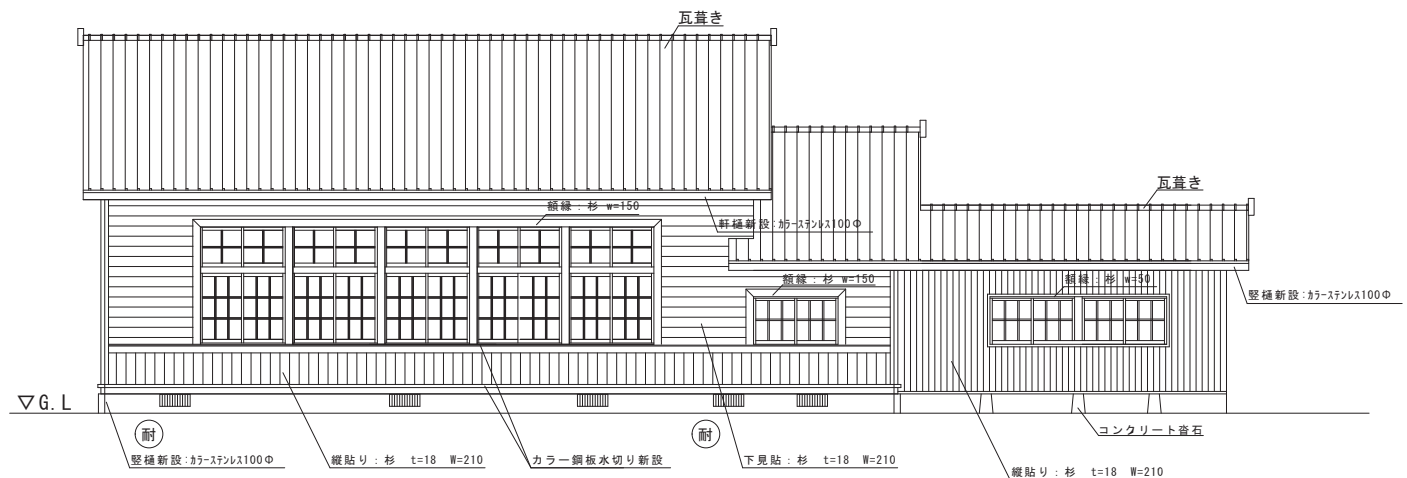 瓦葺き
瓦葺き
額縁：杉 w=150
軒樋新設：カラーステンレス100Φ
額縁：杉 w=150
額縁：杉 w=50
竪樋新設：カラーステンレス100Φ
▽G.L
耐
耐
コンクリート沓石
竪樋新設：カラーステンレス100Φ
縦貼り：杉 t=18 W=210
カラー鋼板水切り新設
下見貼：杉 t=18 W=210
縦貼り：杉 t=18 W=210